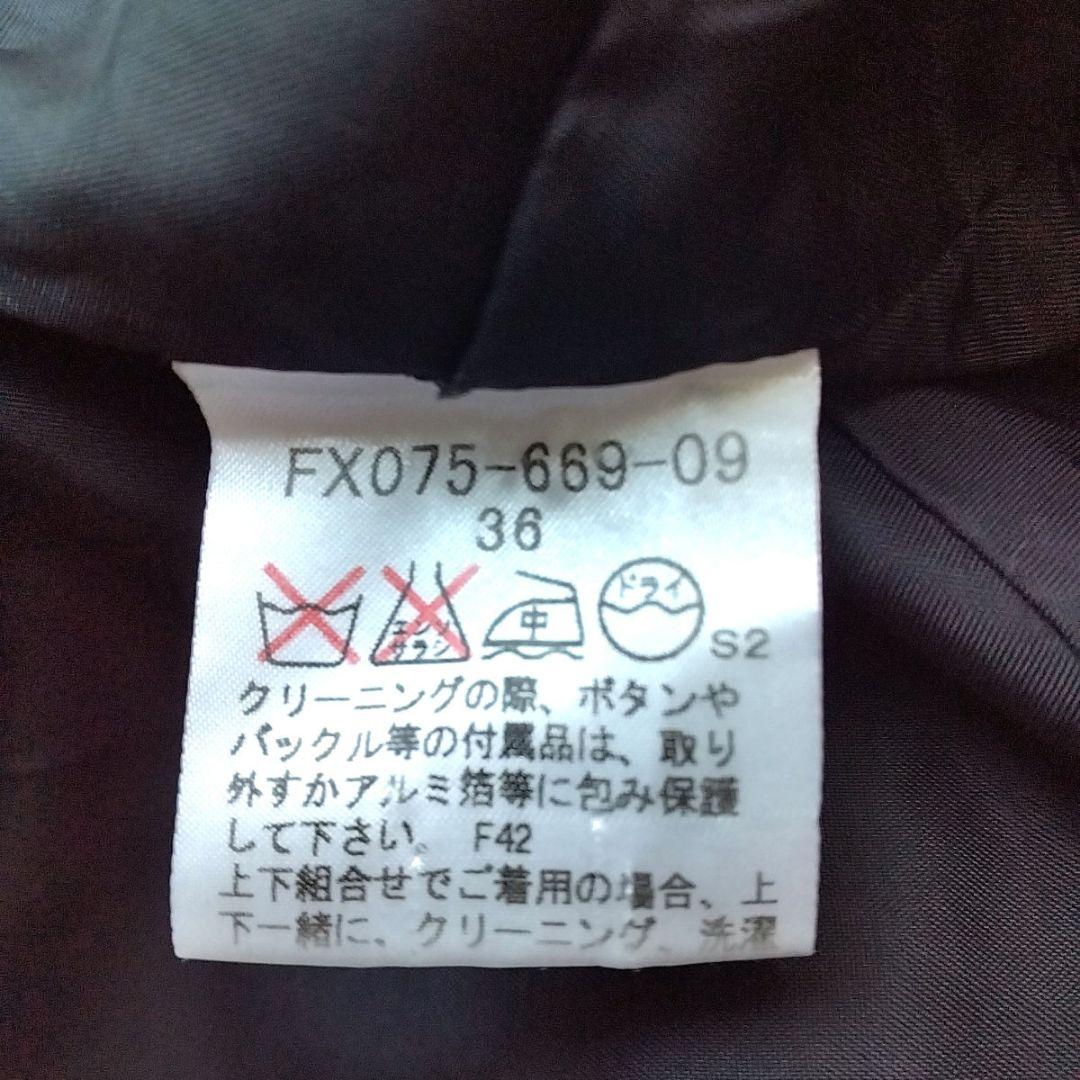 FX075-669-09
36
エンソ
サラシ
中
ドライ
S2
クリーニングの際、ボタンや
バックル等の付属品は、取り
外すかアルミ箔等に包み保護
して下さい。 F42
上下組合せでご着用の場合、上
下一緒に、クリーニング、洗濯